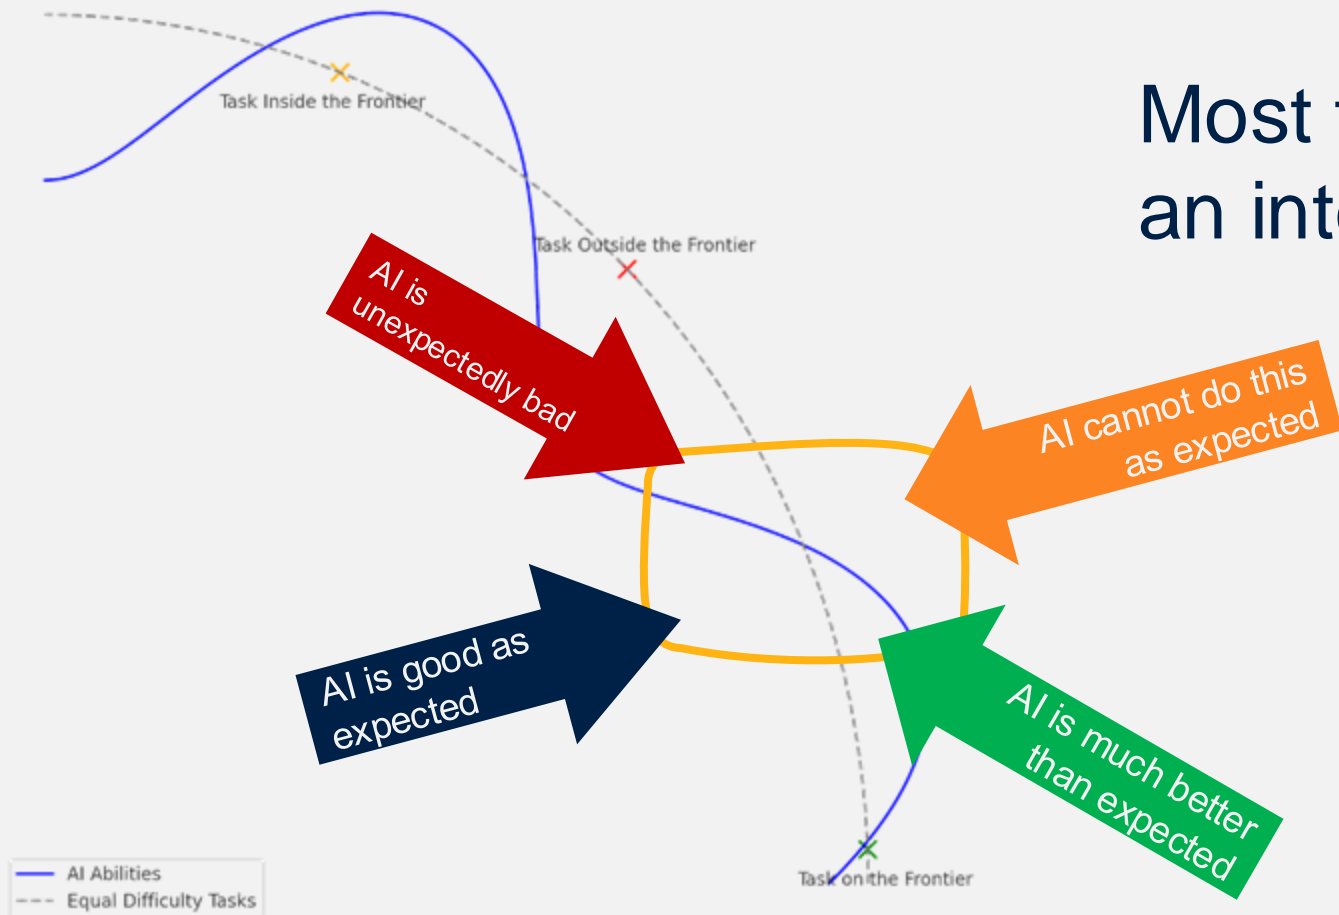 Task Inside the Frontier
Most
an
Task Outside the Frontier
AI is
unexpectedly bad
AI cannot do this
as expected
AI is good as
expected
AI is much better
than expected
Task on the Frontier
AI Abilities
Equal Difficulty Tasks